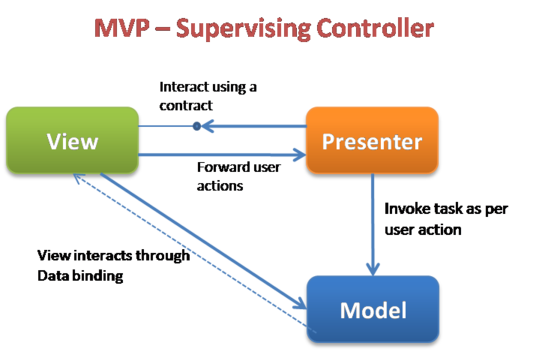 MVP – Supervising Controller
Interact using a
contract
View
Presenter
Forward user
actions
Invoke task as per
user action
View interacts through
Data binding
Model